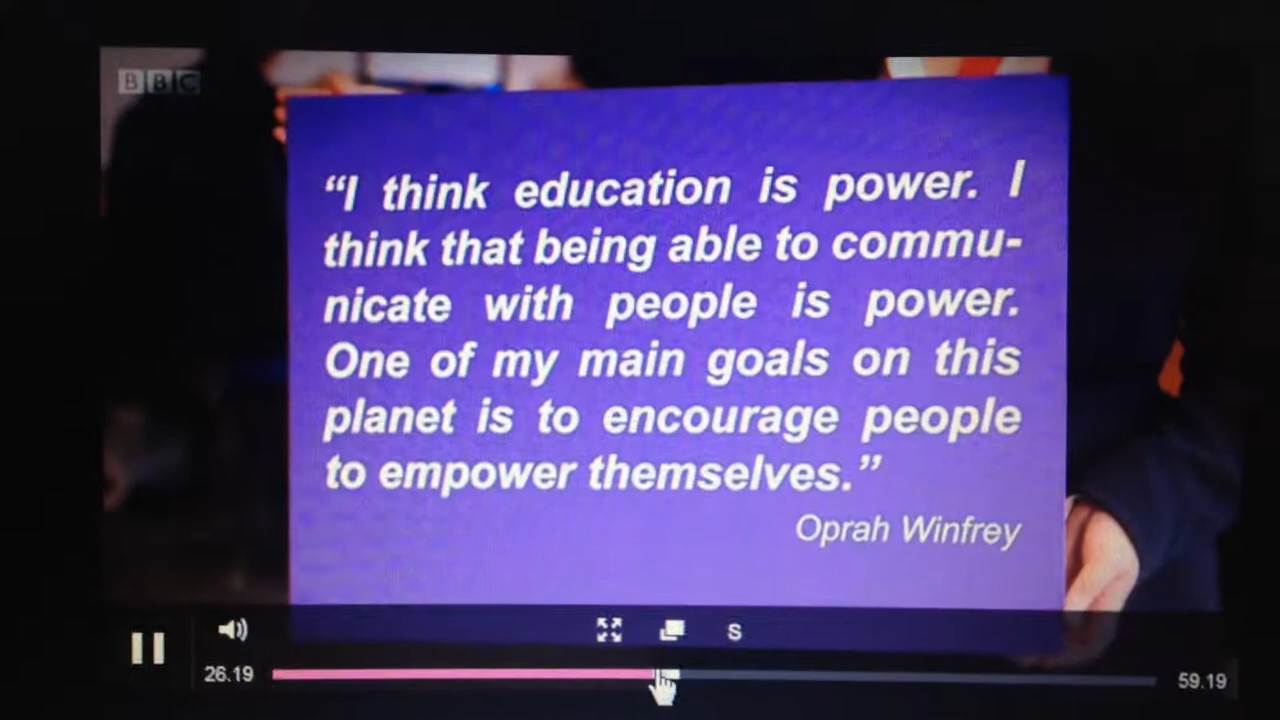 BBC
“I think education is power. I
think that being able to commu-
nicate with people is power.
One of my main goals on this
planet is to encourage people
to empower themselves.”
Oprah Winfrey
S
26.19
59.19